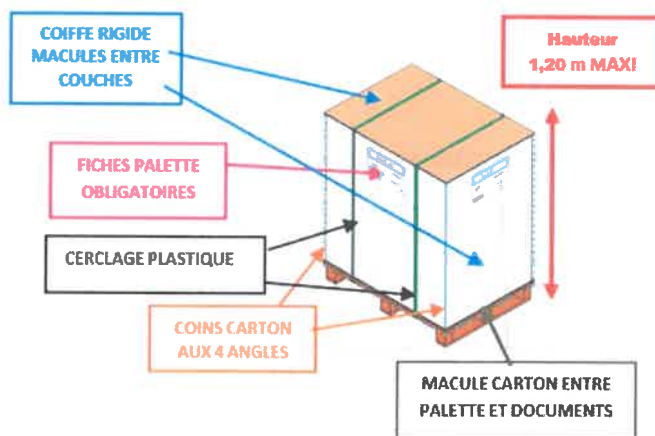 COIFFE RIGIDE
MACULES ENTRE
COUCHES
Hauteur
1,20 m MAXI
FICHES PALETTE
OBLIGATOIRES
CERCLAGE PLASTIQUE
COINS CARTON
AUX 4 ANGLES
MACULE CARTON ENTRE
PALETTE ET DOCUMENTS